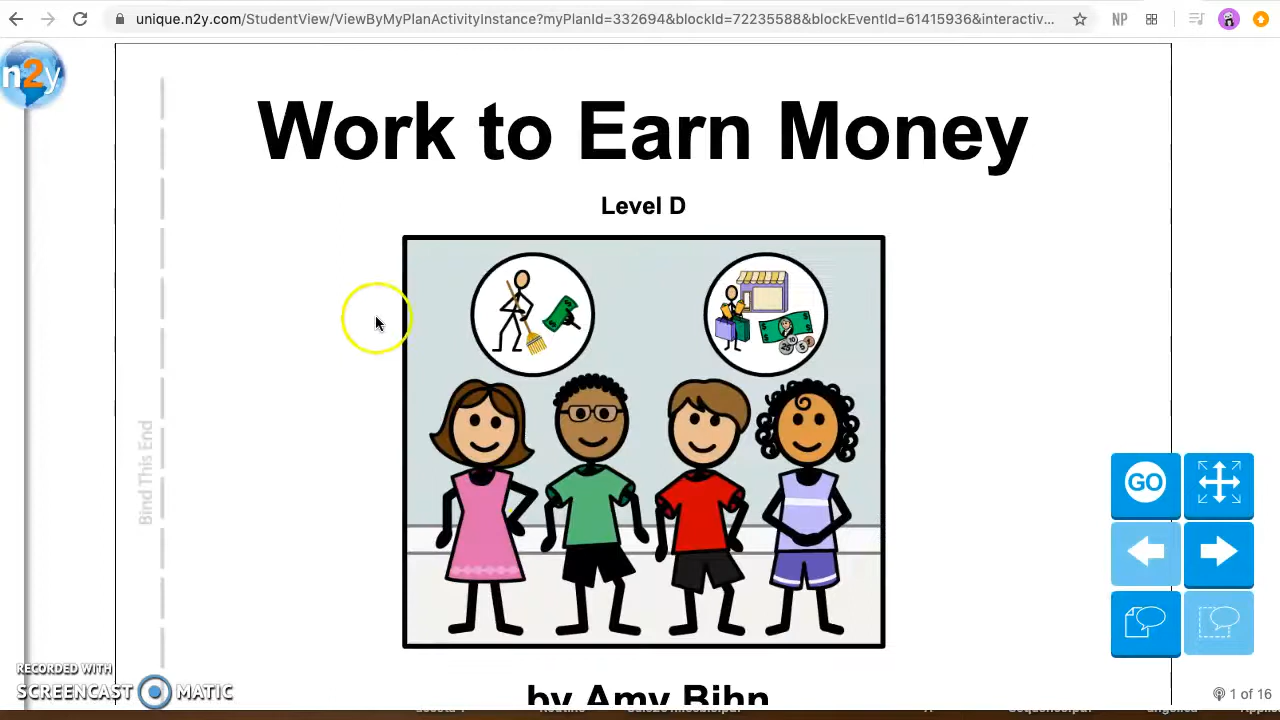 unique.n2y.com/StudentView/ViewByMyPlanActivityInstance?myPlanId=332694&blockId=72235588&blockEventId=61415936&interactiv...
NP
n2y
Work to Earn Money
Level D
Bind This End
GO
by Amy Bihn
RECORDED WITH
SCREENCAST MATIC
1 of 16